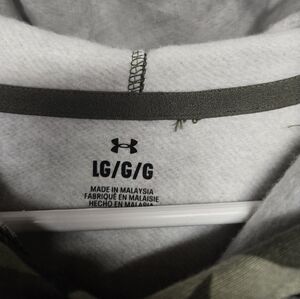 LG/G/G
MADE IN MALAYSIA
FABRIQUÉ EN MALAISIE
HECHO EN MALASIA